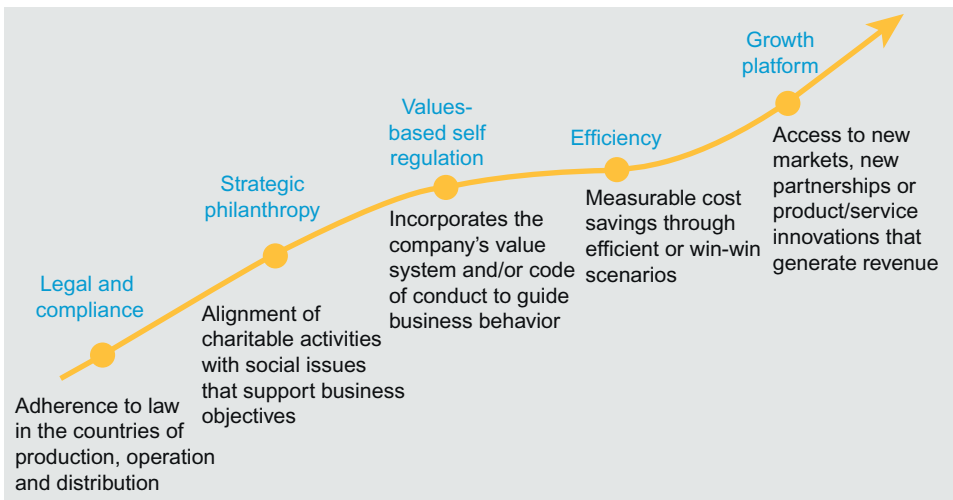 Legal and
compliance
Adherence to law
in the countries of
production, operation
and distribution
Strategic
philanthropy
Alignment of
charitable activities
with social issues
that support business
objectives
Values-
based self
regulation
Incorporates the
company’s value
system and/or code
of conduct to guide
business behavior
Efficiency
Measurable cost
savings through
efficient or win-win
scenarios
Growth
platform
Access to new
markets, new
partnerships or
product/service
innovations that
generate revenue